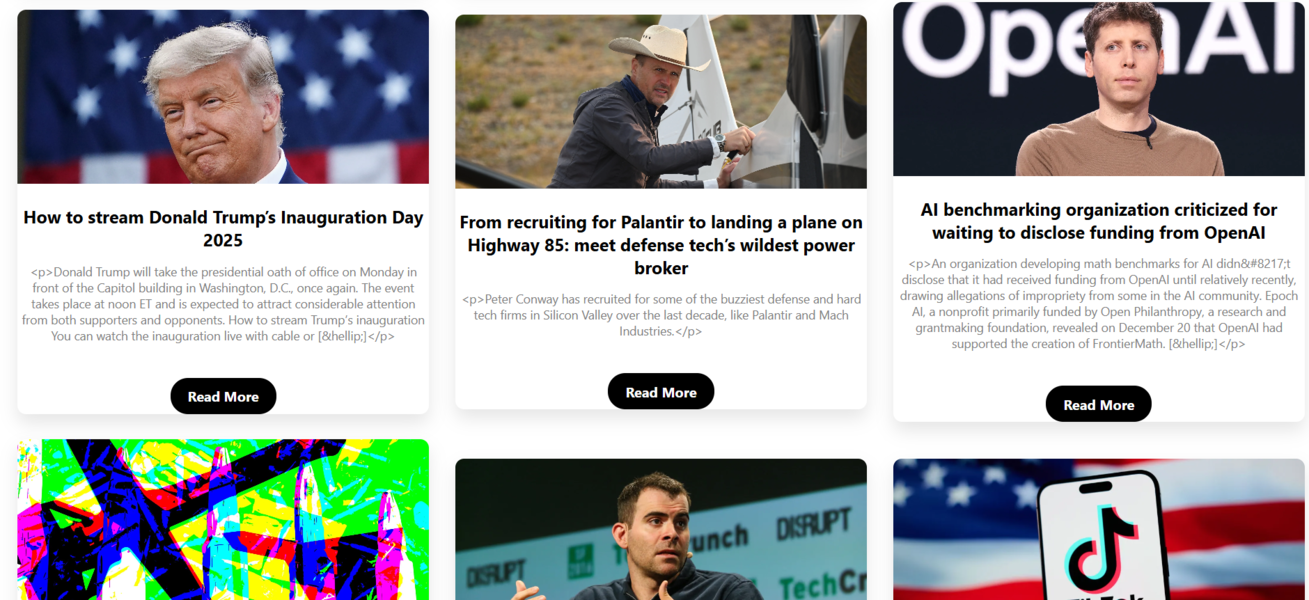 OpenAI
How to stream Donald Trump's Inauguration Day
2025
<p>Donald Trump will take the presidential oath of office on Monday in
front of the Capitol building in Washington, D.C., once again. The event
takes place at noon ET and is expected to attract considerable attention
from both supporters and opponents. How to stream Trump's inauguration
You can watch the inauguration live with cable or [&hellip;]</p>
Read More
From recruiting for Palantir to landing a plane on
Highway 85: meet defense tech's wildest power
broker
<p>Peter Conway has recruited for some of the buzziest defense and hard
tech firms in Silicon Valley over the last decade, like Palantir and Mach
Industries.</p>
Read More
AI benchmarking organization criticized for
waiting to disclose funding from OpenAI
<p>An organization developing math benchmarks for AI didn&#8217;t
disclose that it had received funding from OpenAI until relatively recently,
drawing allegations of impropriety from some in the AI community. Epoch
AI, a nonprofit primarily funded by Open Philanthropy, a research and
grantmaking foundation, revealed on December 20 that OpenAI had
supported the creation of FrontierMath. [&hellip;]</p>
Read More
DISRUPT
unch
DISRUPT
TechCr
TikTok